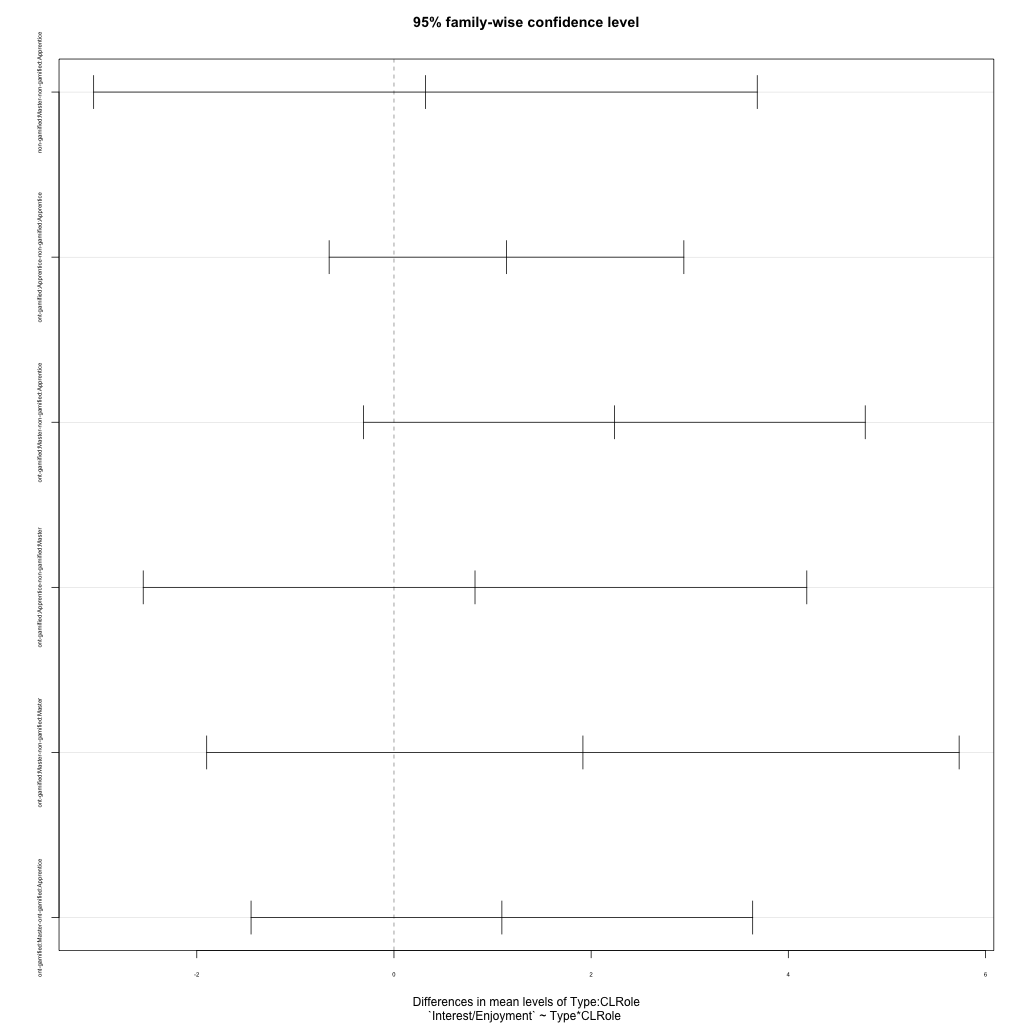 95% family-wise confidence level
non-gamified:Master-non-gamified:Apprentice
ont-gamified:Apprentice-non-gamified:Apprentice
ont-gamified:Master-non-gamified:Apprentice
ont-gamified:Apprentice-non-gamified:Master
ont-gamified:Master-non-gamified:Master
ont-gamified:Master-ont-gamified:Apprentice
-2 0 2 4 6
Differences in mean levels of Type:CLRole
`Interest/Enjoyment` ~ Type*CLRole